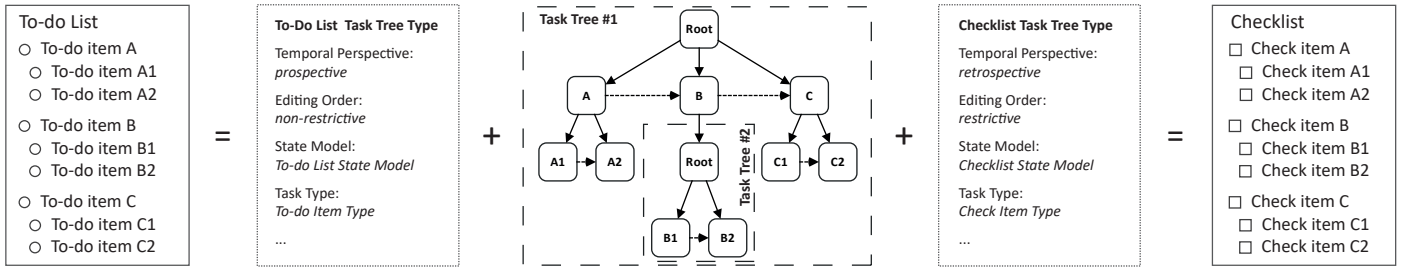 To-do List
To-do item A
To-do item A1
To-do item A2
To-do item B
To-do item B1
To-do item B2
To-do item C
To-do item C1
To-do item C2
=
To-Do List Task Tree Type
Temporal Perspective:
prospective
Editing Order:
non-restrictive
State Model:
To-do List State Model
Task Type:
To-do Item Type
...
+
Task Tree #1
Root
A
B
C
A1
A2
Root
C1
C2
Task Tree #2
B1
B2
+
Checklist Task Tree Type
Temporal Perspective:
retrospective
Editing Order:
restrictive
State Model:
Checklist State Model
Task Type:
Check Item Type
...
=
Checklist
Check item A
Check item A1
Check item A2
Check item B
Check item B1
Check item B2
Check item C
Check item C1
Check item C2